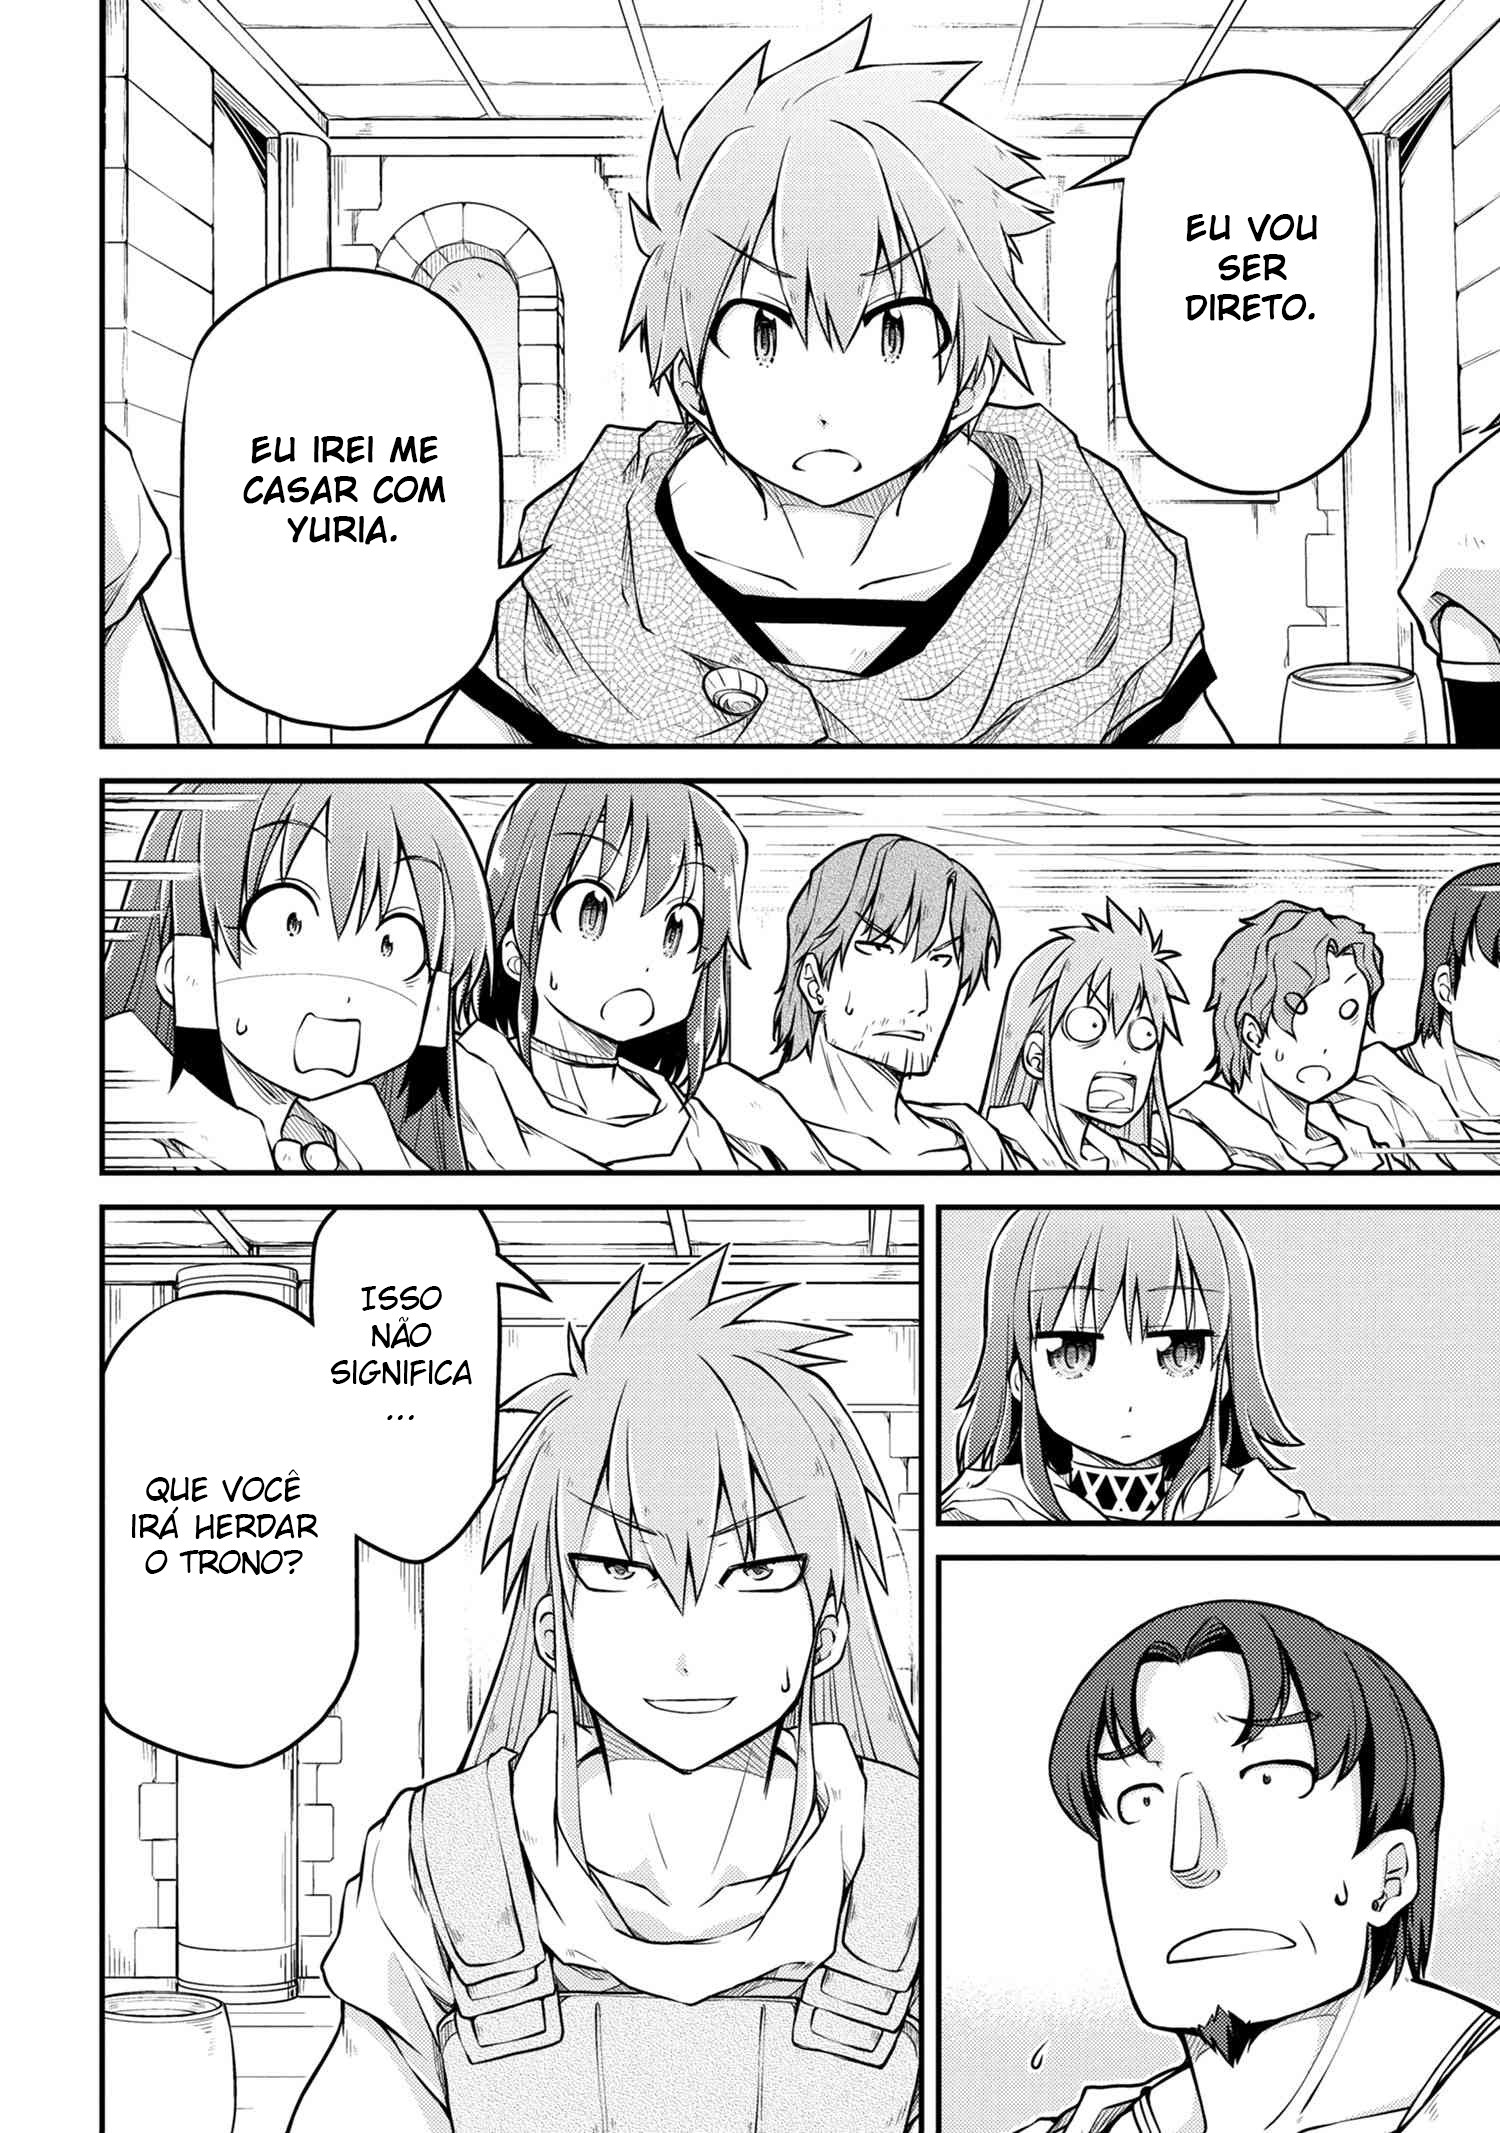 EU VOU
SER
DIRETO.
EU IREI ME
CASAR COM
YURIA.
ISSO
NÃO
SIGNIFICA
...
QUE VOCÊ
IRÁ HERDAR
O TRONO?